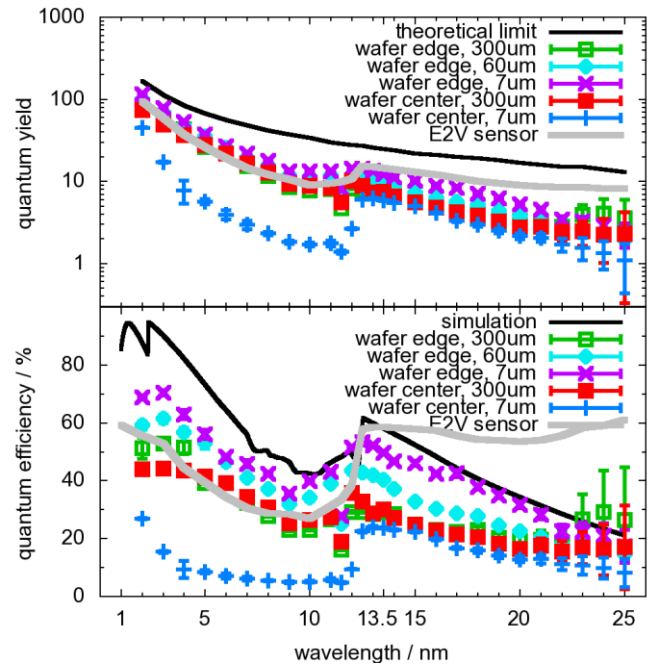 1000
100
10
1
quantum yield
theoretical limit
wafer edge, 300um
wafer edge, 60um
wafer edge, 7um
wafer center, 300um
wafer center, 7um
E2V sensor
80
60
40
20
0
quantum efficiency / %
simulation
wafer edge, 300um
wafer edge, 60um
wafer edge, 7um
wafer center, 300um
wafer center, 7um
E2V sensor
1 5 10 13.5 15 20 25
wavelength / nm